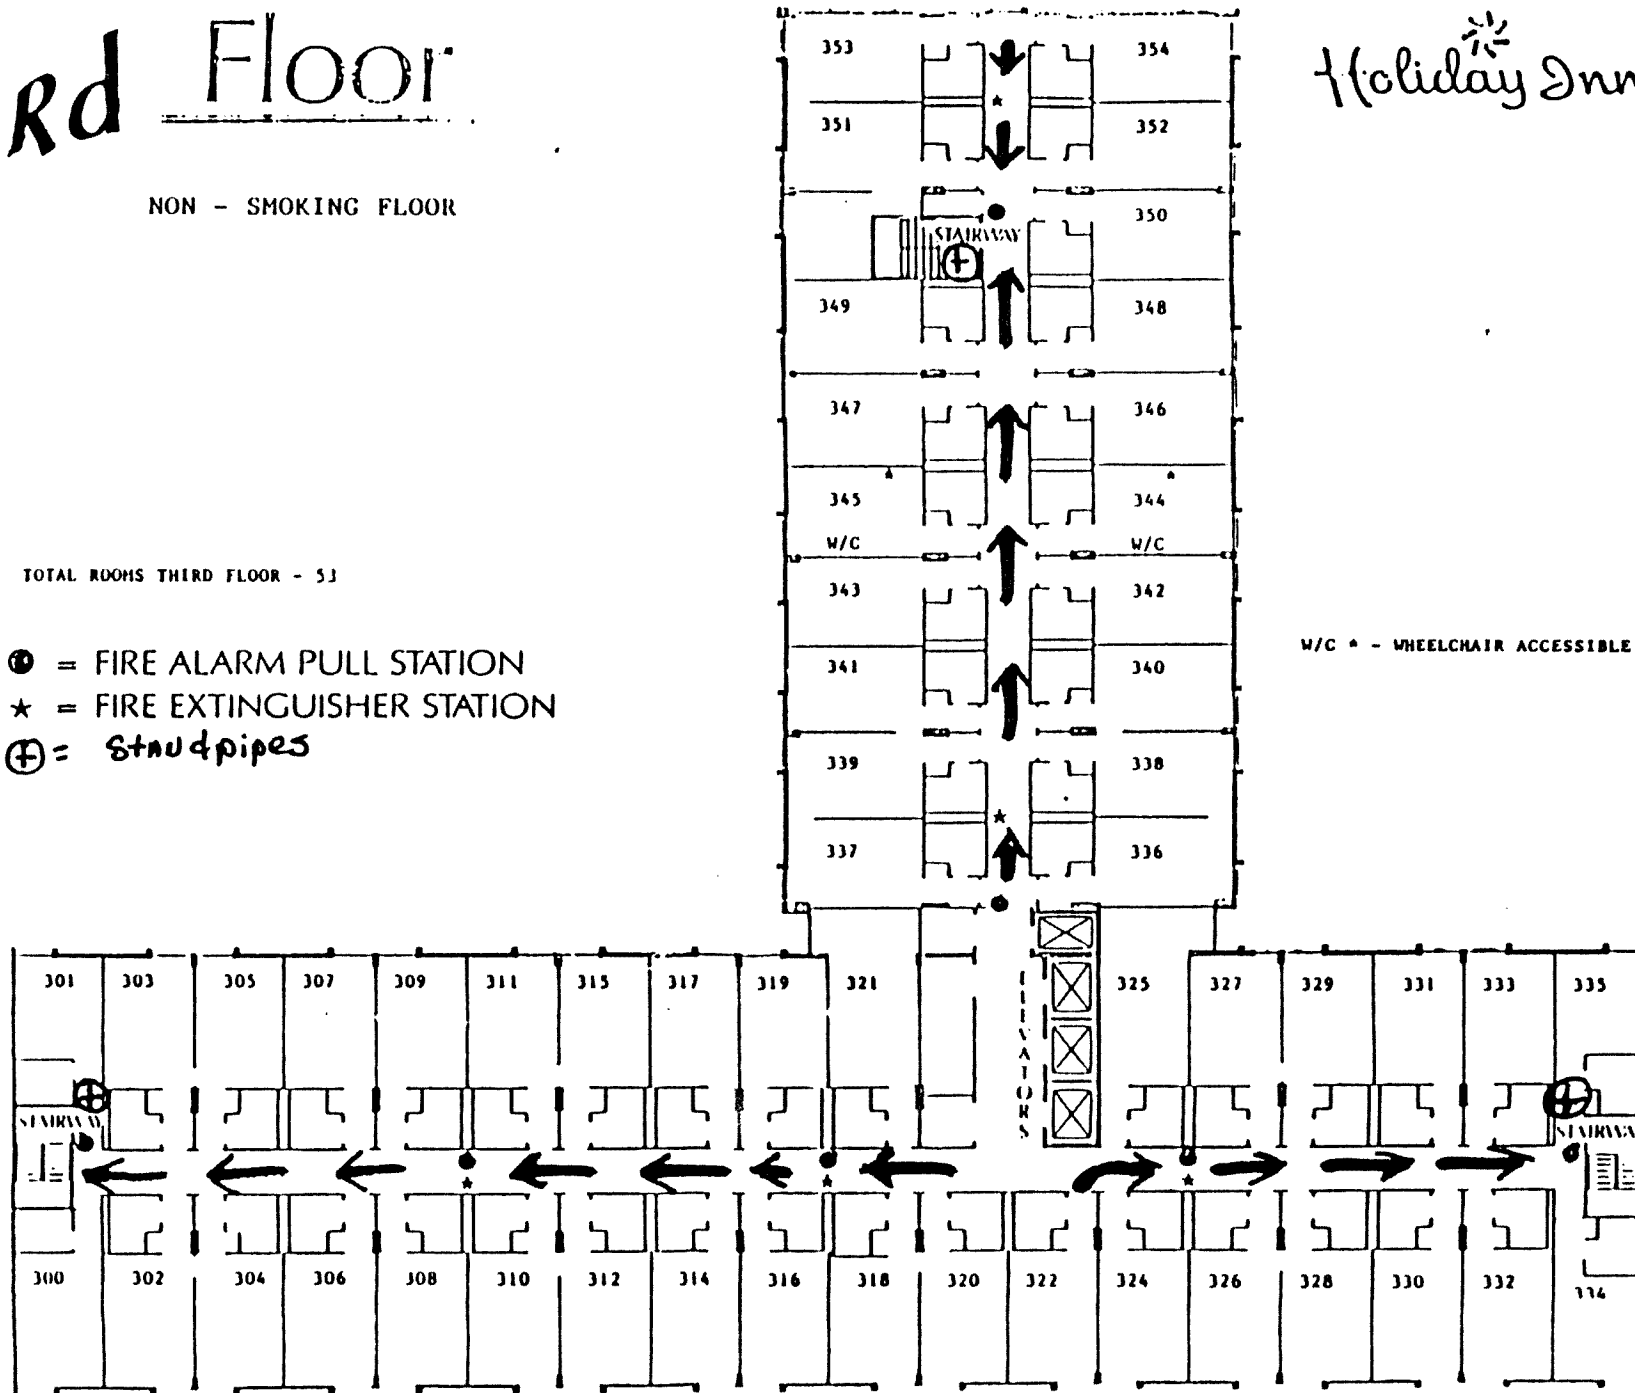 Rd Floor
Holiday Inn
NON - SMOKING FLOOR
TOTAL ROOMS THIRD FLOOR - 53
● = FIRE ALARM PULL STATION
★ = FIRE EXTINGUISHER STATION
⊕ = Standpipes
W/C * - WHEELCHAIR ACCESSIBLE
353 354
351 352
350
STAIRWAY
349 348
347 346
345 344
W/C W/C
343 342
341 340
339 338
337 336
301 303 305 307 309 311 315 317 319 321 325 327 329 331 333 335
ELEVATORS
STAIRWAY STAIRWAY
300 302 304 306 308 310 312 314 316 318 320 322 324 326 328 330 332 334